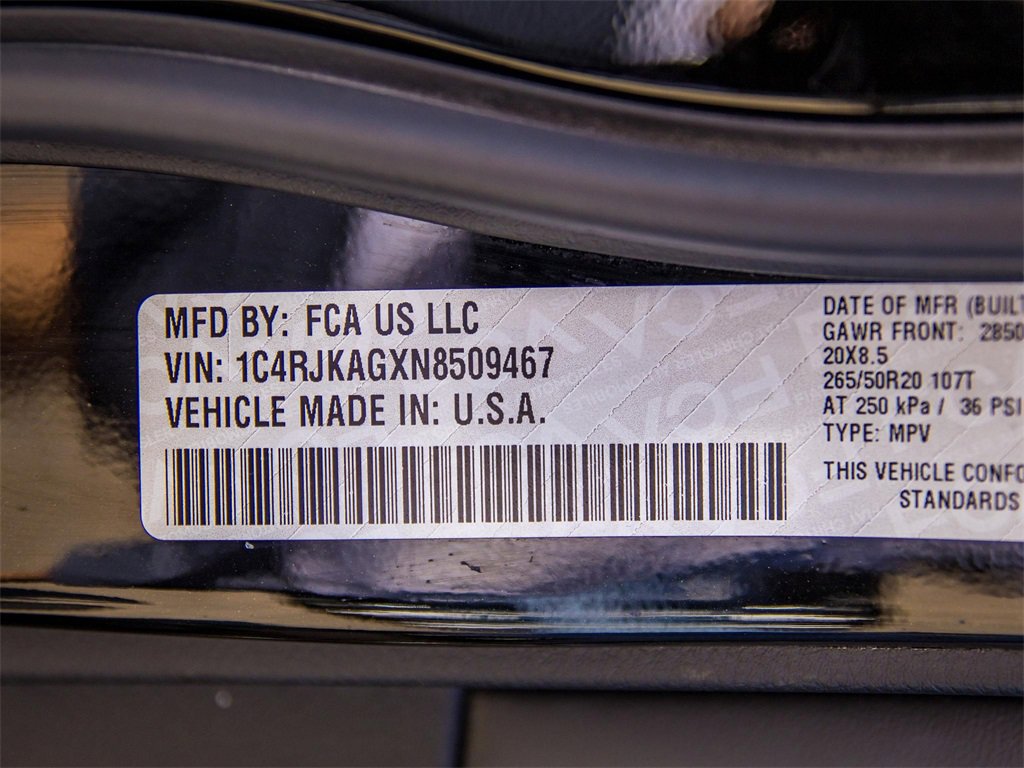 MFD BY: FCA US LLC
VIN: 1C4RJKAGXN8509467
VEHICLE MADE IN: U.S.A.
DATE OF MFR (BUILT
GAWR FRONT: 2850
20X8.5
265/50R20 107T
AT 250 kPa / 36 PSI
TYPE: MPV
THIS VEHICLE CONFO
STANDARDS